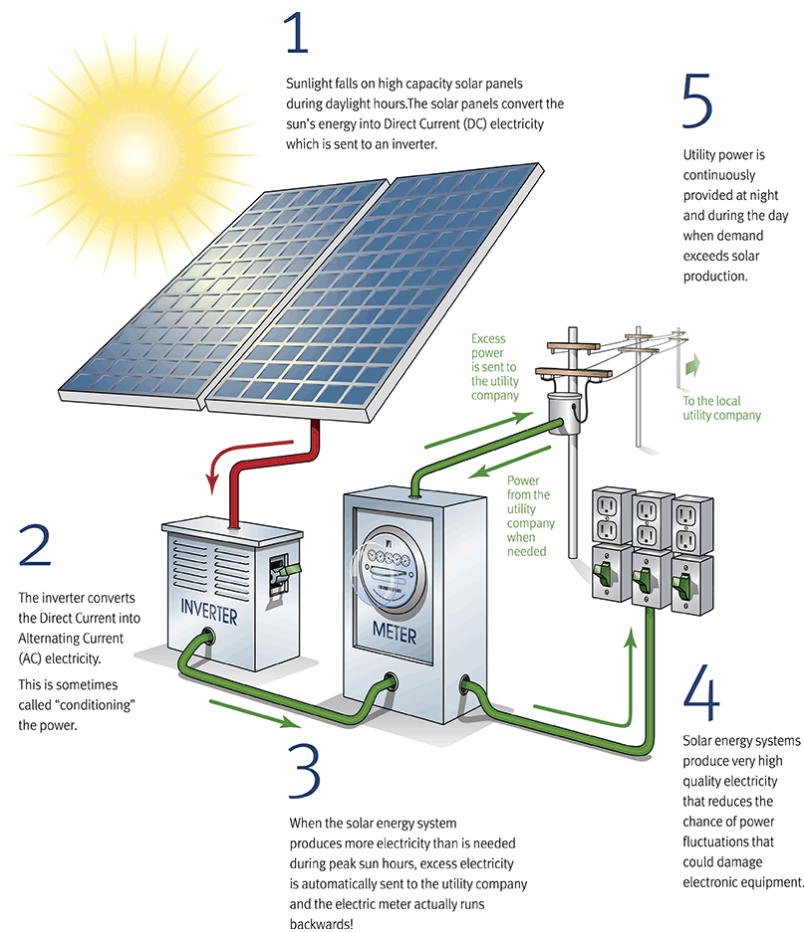 1
Sunlight falls on high capacity solar panels
during daylight hours.The solar panels convert the
sun's energy into Direct Current (DC) electricity
which is sent to an inverter.
5
Utility power is
continuously
provided at night
and during the day
when demand
exceeds solar
production.
Excess
power
is sent to
the utility
company
To the local
utility company
Power
from the
utility
company
when
needed
2
The inverter converts
the Direct Current into
Alternating Current
(AC) electricity.
This is sometimes
called “conditioning”
the power.
INVERTER
METER
3
When the solar energy system
produces more electricity than is needed
during peak sun hours, excess electricity
is automatically sent to the utility company
and the electric meter actually runs
backwards!
4
Solar energy systems
produce very high
quality electricity
that reduces the
chance of power
fluctuations that
could damage
electronic equipment.